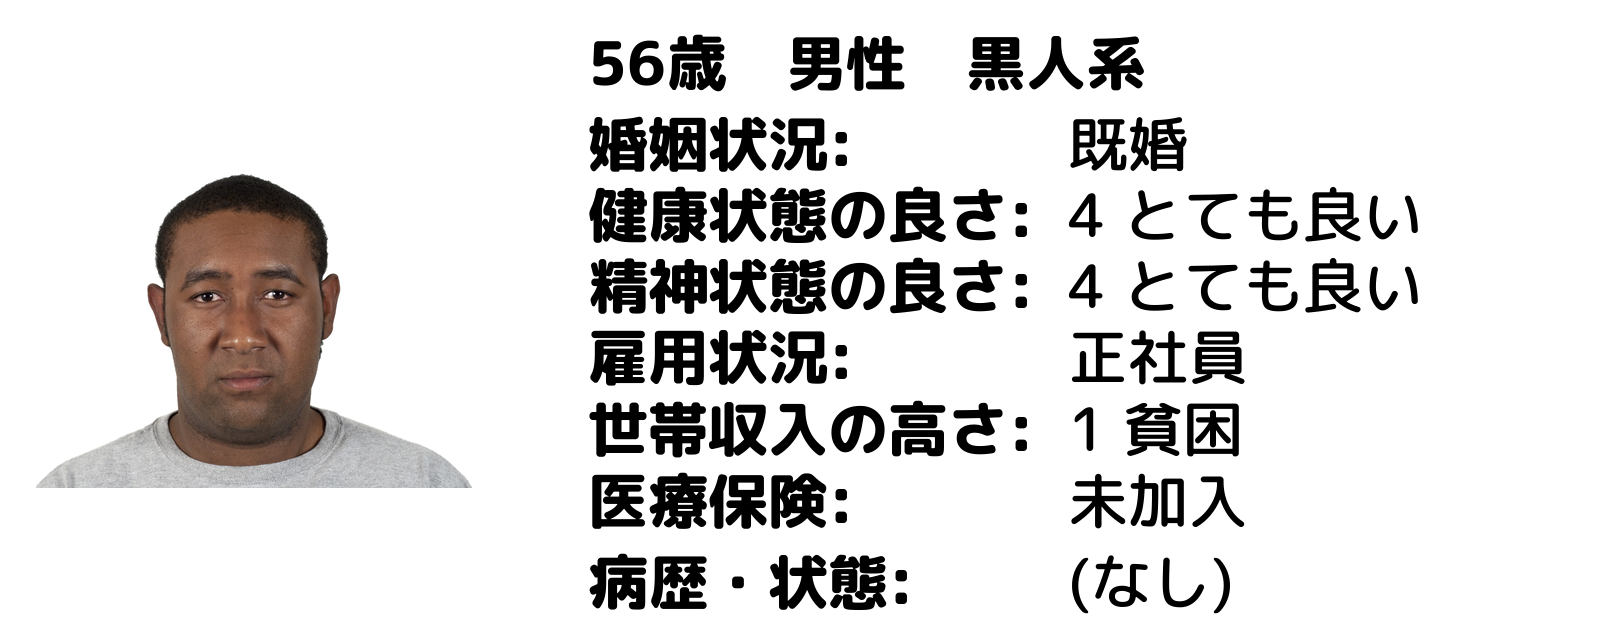 56歳　男性　黒人系
婚姻状況: 既婚
健康状態の良さ: 4 とても良い
精神状態の良さ: 4 とても良い
雇用状況: 正社員
世帯収入の高さ: 1 貧困
医療保険: 未加入
病歴・状態: (なし)